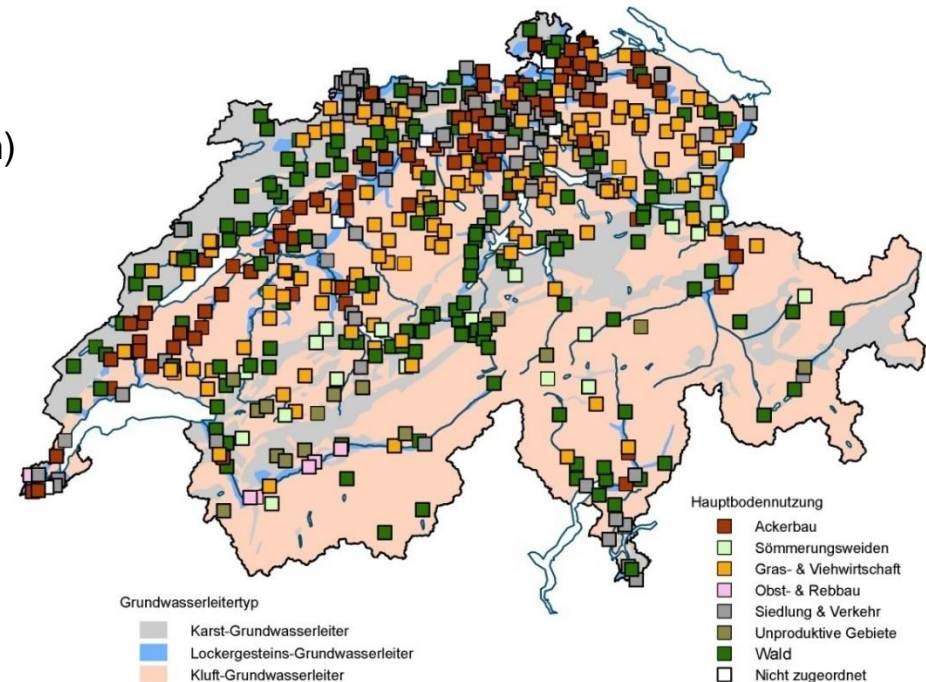 )
Grundwasserleitertyp
Karst-Grundwasserleiter
Lockergesteins-Grundwasserleiter
Kluft-Grundwasserleiter
Hauptbodennutzung
Ackerbau
Sömmerungsweiden
Gras- & Viehwirtschaft
Obst- & Rebbau
Siedlung & Verkehr
Unproduktive Gebiete
Wald
Nicht zugeordnet